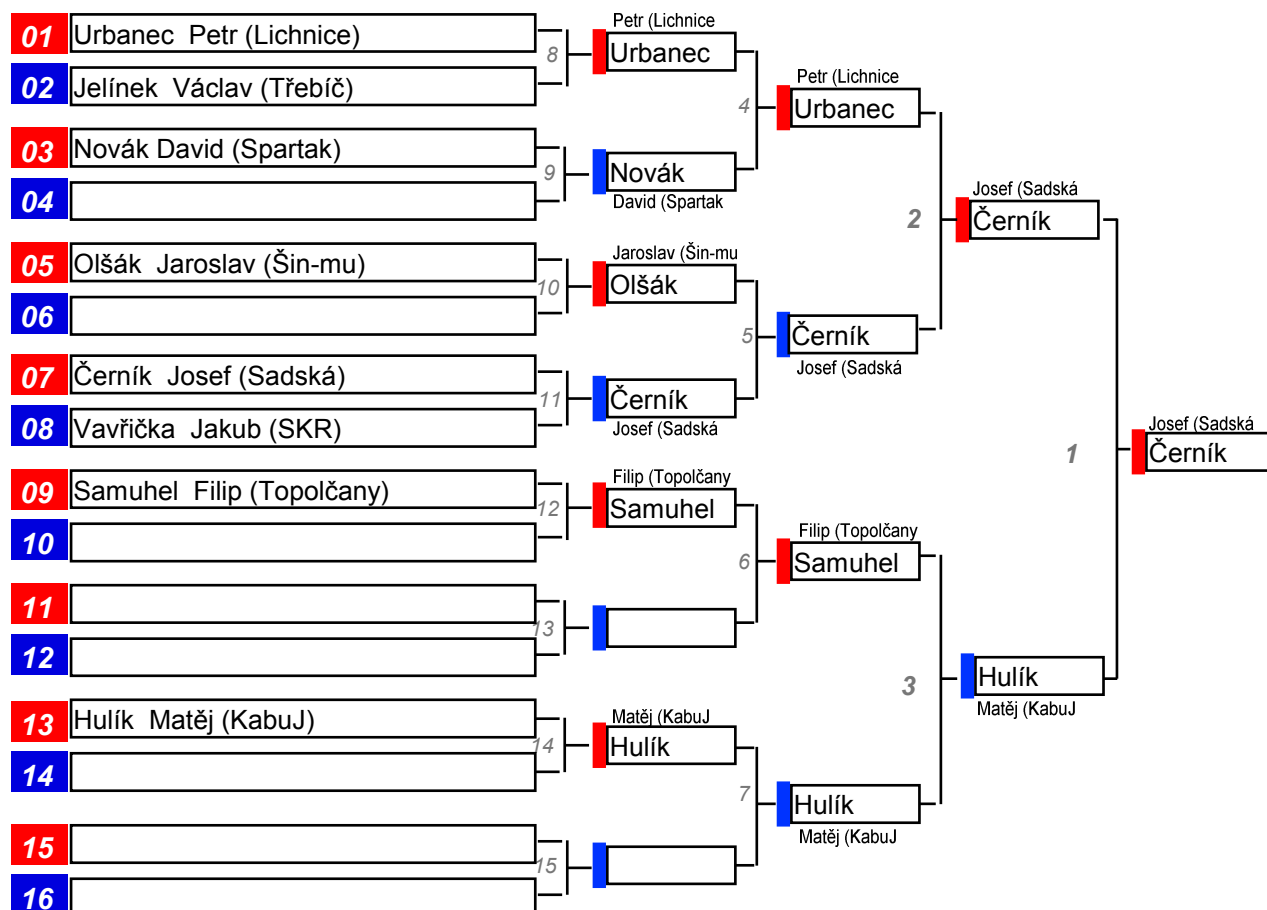 01 Urbanec  Petr (Lichnice)
02 Jelínek  Václav (Třebíč)
03 Novák David (Spartak)
04
05 Olšák  Jaroslav (Šin-mu)
06
07 Černík  Josef (Sadská)
08 Vavřička  Jakub (SKR)
09 Samuhel  Filip (Topolčany)
10
11
12
13 Hulík  Matěj (KabuJ)
14
15
16
8
9
10
11
12
13
14
15
Petr (Lichnice
Urbanec
Novák
David (Spartak
Jaroslav (Šin-mu
Olšák
Černík
Josef (Sadská
Filip (Topolčany
Samuhel
Matěj (KabuJ
Hulík
4
5
6
7
Petr (Lichnice
Urbanec
Černík
Josef (Sadská
Filip (Topolčany
Samuhel
Hulík
Matěj (KabuJ
2
3
Josef (Sadská
Černík
Hulík
Matěj (KabuJ
1
Josef (Sadská
Černík